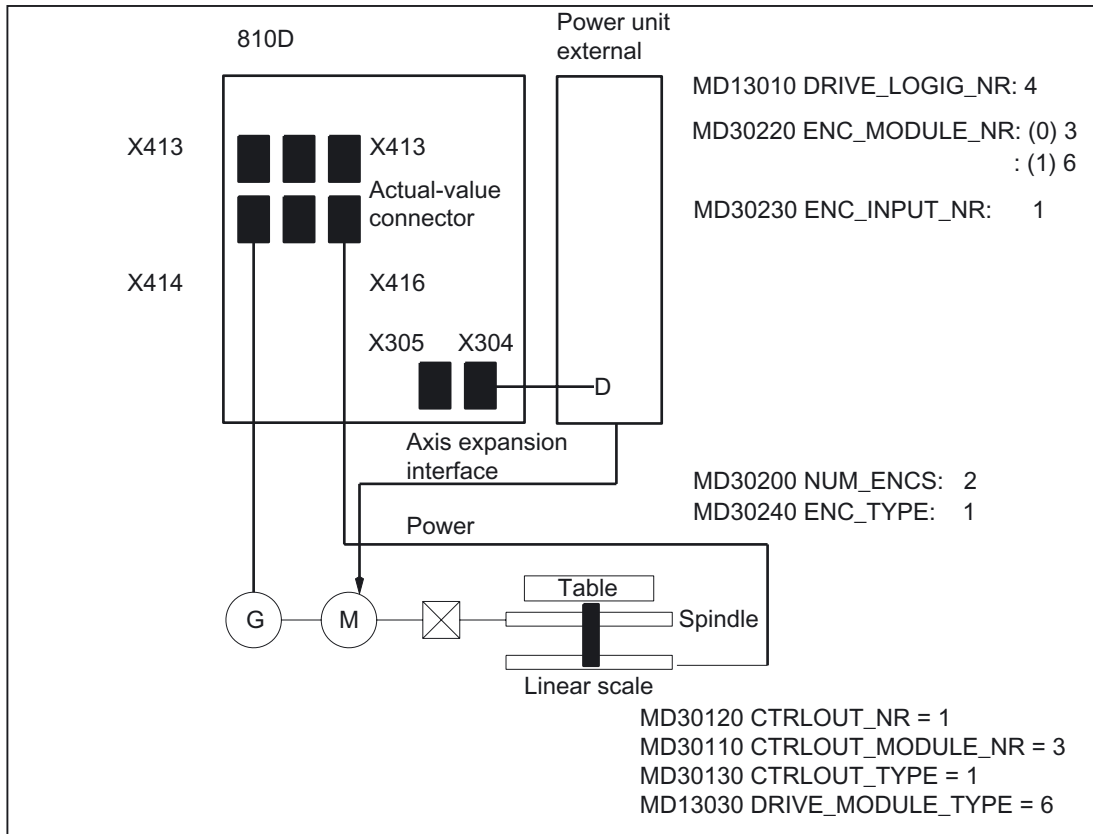 810D
Power unit
external
MD13010 DRIVE_LOGIG_NR: 4
X413
X413
MD30220 ENC_MODULE_NR: (0) 3
: (1) 6
Actual-value
connector
MD30230 ENC_INPUT_NR: 1
X414
X416
X305
X304
D
Axis expansion
interface
MD30200 NUM_ENCS: 2
MD30240 ENC_TYPE: 1
Power
Table
G
M
Spindle
Linear scale
MD30120 CTRLOUT_NR = 1
MD30110 CTRLOUT_MODULE_NR = 3
MD30130 CTRLOUT_TYPE = 1
MD13030 DRIVE_MODULE_TYPE = 6